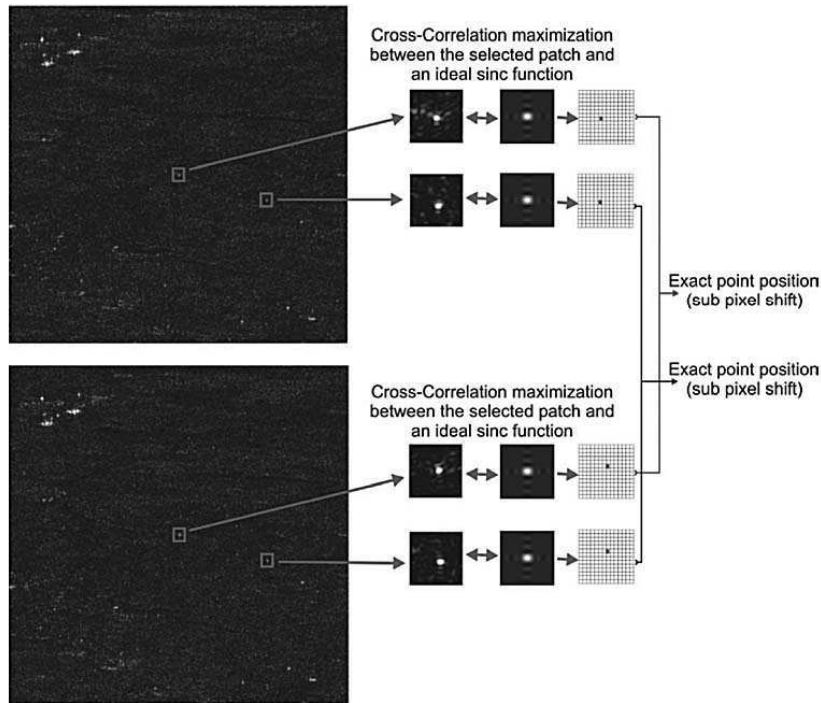 Cross-Correlation maximization
between the selected patch and
an ideal sinc function
Exact point position
(sub pixel shift)
Exact point position
(sub pixel shift)
Cross-Correlation maximization
between the selected patch and
an ideal sinc function